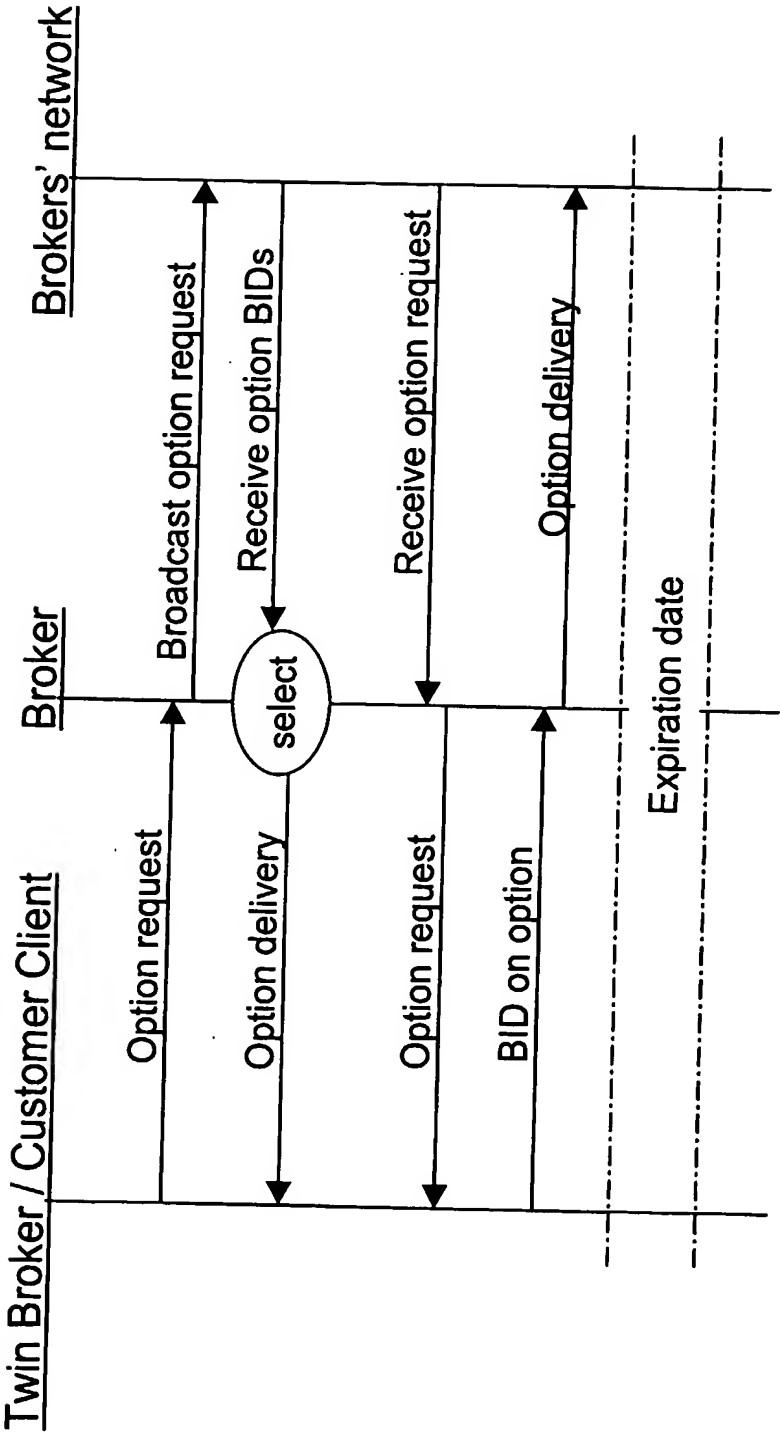 Twin Broker / Customer Client
Broker
Brokers' network
Option request
Broadcast option request
Option delivery
select
Receive option BIDs
Option request
Receive option request
BID on option
Option delivery
Expiration date